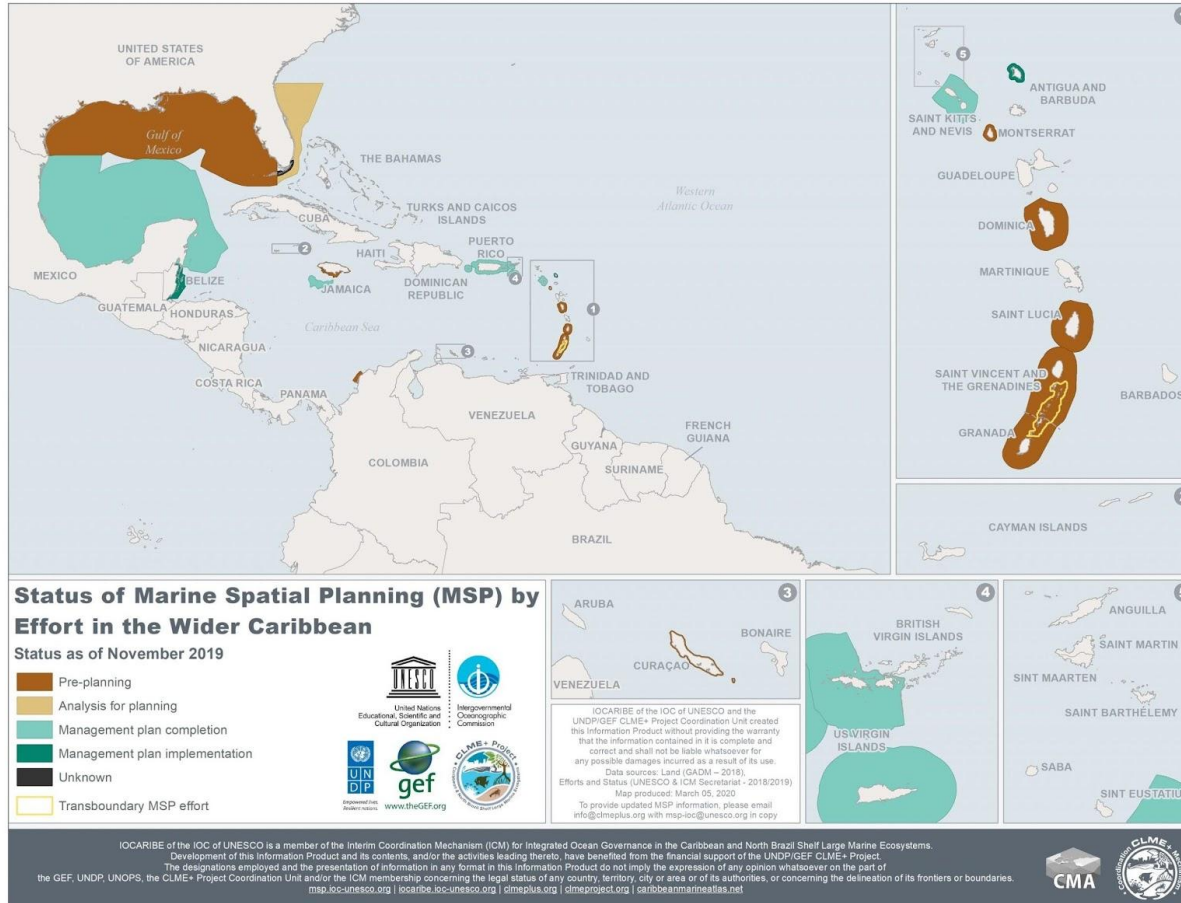 UNITED STATES
OF AMERICA
Gulf of
Mexico
THE BAHAMAS
Western
Atlantic Ocean
TURKS AND CAICOS
ISLANDS
CUBA
2
HAITI
PUERTO
RICO
4
MEXICO
BELIZE
JAMAICA
DOMINICAN
REPUBLIC
GUATEMALA
HONDURAS
1
Caribbean Sea
NICARAGUA
3
COSTA RICA
PANAMA
TRINIDAD AND
TOBAGO
VENEZUELA
FRENCH
GUIANA
GUYANA
COLOMBIA
SURINAME
BRAZIL
5
ANTIGUA AND
BARBUDA
SAINT KITTS
AND NEVIS
MONTSERRAT
GUADELOUPE
DOMINICA
MARTINIQUE
SAINT LUCIA
SAINT VINCENT AND
THE GRENADINES
BARBADOS
GRANADA
CAYMAN ISLANDS
Status of Marine Spatial Planning (MSP) by
Effort in the Wider Caribbean
Status as of November 2019
Pre-planning
Analysis for planning
Management plan completion
Management plan implementation
Unknown
Transboundary MSP effort
UNESCO
United Nations
Educational, Scientific and
Cultural Organization
Intergovernmental
Oceanographic
Commission
U N
D P
Empowered lives.
Resilient nations.
gef
www.theGEF.org
CLME+ Project
3
ARUBA
BONAIRE
CURAÇAO
VENEZUELA
IOCARIBE of the IOC of UNESCO and the
UNDP/GEF CLME+ Project Coordination Unit created
this Information Product without providing the warranty
that the information contained in it is complete and
correct and shall not be liable whatsoever for
any possible damages incurred as a result of its use.
Data sources: Land (GADM – 2018),
Efforts and Status (UNESCO & ICM Secretariat - 2018/2019)
Map produced: March 05, 2020
To provide updated MSP information, please email
info@clmeplus.org with msp-ioc@unesco.org in copy
4
BRITISH
VIRGIN ISLANDS
US VIRGIN
ISLANDS
ANGUILLA
SAINT MARTIN
SINT MAARTEN
SAINT BARTHÉLEMY
SABA
SINT EUSTATIU
IOCARIBE of the IOC of UNESCO is a member of the Interim Coordination Mechanism (ICM) for Integrated Ocean Governance in the Caribbean and North Brazil Shelf Large Marine Ecosystems.
Development of this Information Product and its contents, and/or the activities leading thereto, have benefited from the financial support of the UNDP/GEF CLME+ Project.
The designations employed and the presentation of information in any format in this Information Product do not imply the expression of any opinion whatsoever on the part of
the GEF, UNDP, UNOPS, the CLME+ Project Coordination Unit and/or the ICM membership concerning the legal status of any country, territory, city or area or of its authorities, or concerning the delineation of its frontiers or boundaries.
msp.ioc-unesco.org | iocaribe.ioc-unesco.org | clmeplus.org | clmeproject.org | caribbeanmarineatlas.net
CMA